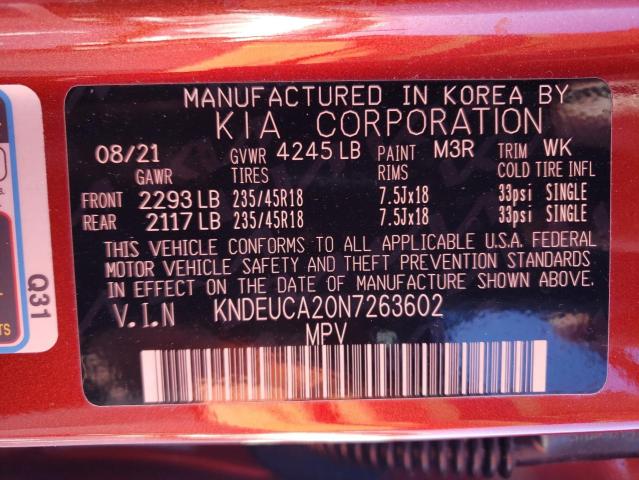 MANUFACTURED IN KOREA BY
KIA CORPORATION
08/21 GVWR 4245 LB PAINT M3R TRIM WK
GAWR TIRES RIMS COLD TIRE INFL
FRONT 2293 LB 235/45R18 7.5Jx18 33psi SINGLE
REAR 2117 LB 235/45R18 7.5Jx18 33psi SINGLE
THIS VEHICLE CONFORMS TO ALL APPLICABLE U.S.A. FEDERAL
MOTOR VEHICLE SAFETY AND THEFT PREVENTION STANDARDS
IN EFFECT ON THE DATE OF MANUFACTURE SHOWN ABOVE.
V.I.N KNDEUCA20N7263602
MPV
Q31